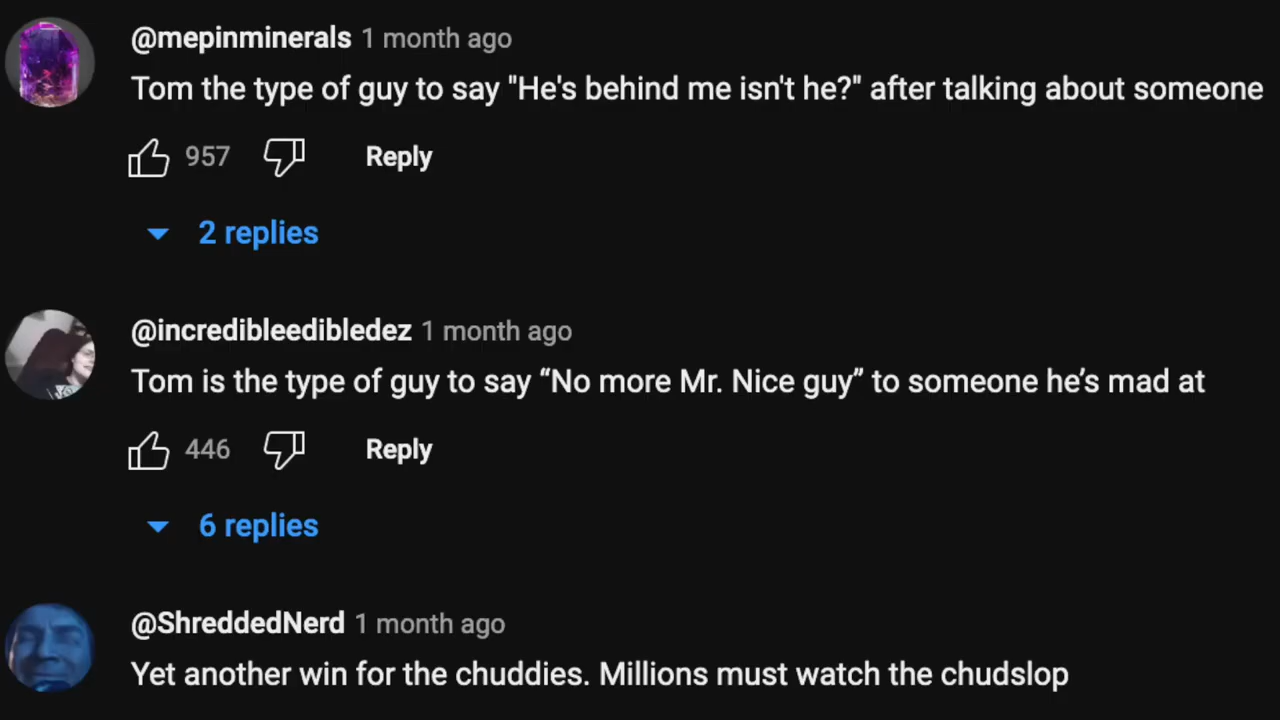 @mepinminerals 1 month ago
Tom the type of guy to say "He's behind me isn't he?" after talking about someone
957 Reply
2 replies
@incredibleedibledez 1 month ago
Tom is the type of guy to say “No more Mr. Nice guy” to someone he’s mad at
446 Reply
6 replies
@ShreddedNerd 1 month ago
Yet another win for the chuddies. Millions must watch the chudslop